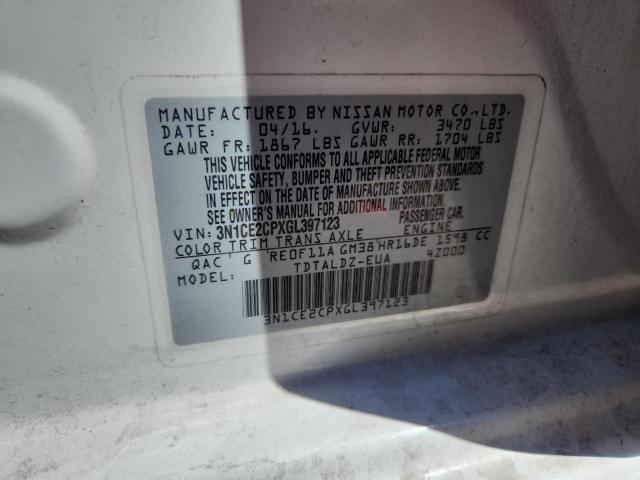 MANUFACTURED BY NISSAN MOTOR CO.,LTD.
DATE: 04/16. GVWR: 3470 LBS
GAWR FR: 1867 LBS GAWR RR: 1704 LBS
THIS VEHICLE CONFORMS TO ALL APPLICABLE FEDERAL MOTOR
VEHICLE SAFETY, BUMPER AND THEFT PREVENTION STANDARDS
IN EFFECT ON THE DATE OF MANUFACTURE SHOWN ABOVE.
SEE OWNER'S MANUAL FOR ADDITIONAL INFORMATION.
VIN: 3N1CE2CPXGL397123 PASSENGER CAR.
COLOR TRIM TRANS AXLE ENGINE
QAC G RE0F11A GM38 HR16DE 1598 CC
MODEL: TDTALDZ-EUA 4Z000
3N1CE2CPXGL397123